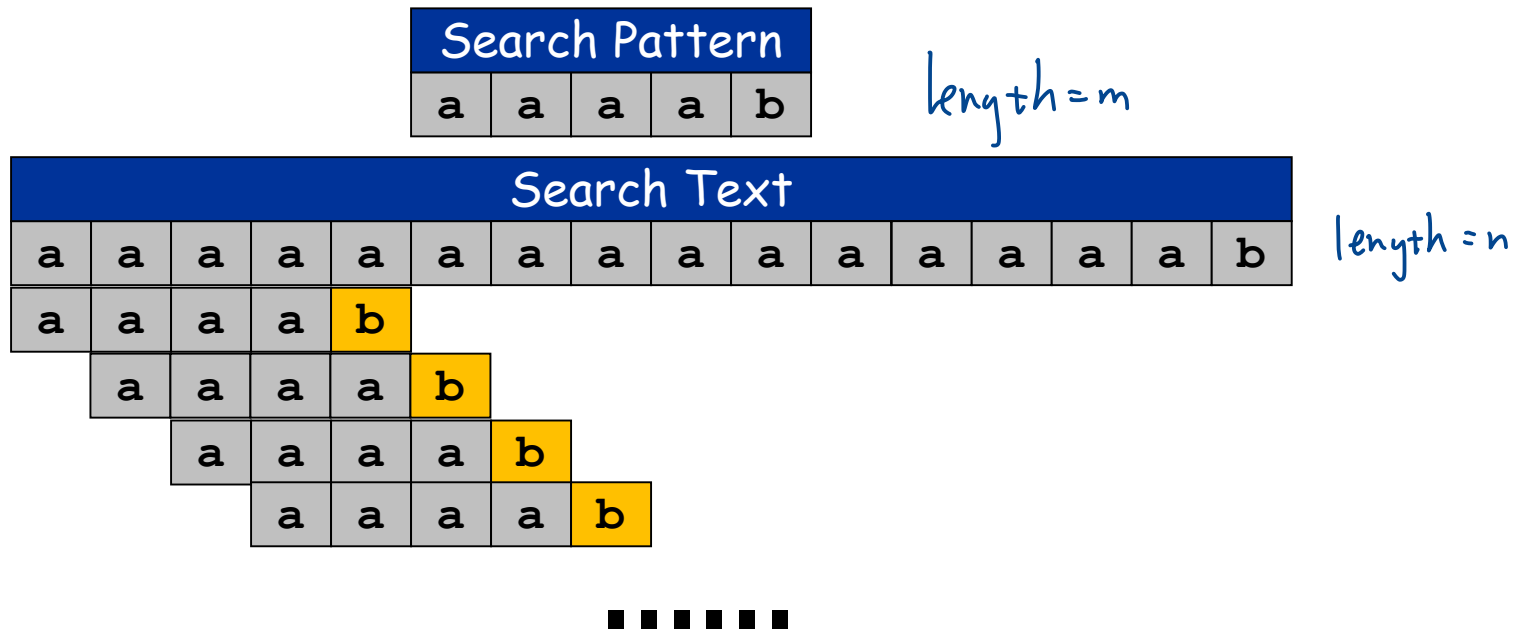 Search Pattern
a a a a b
length = m
Search Text
a a a a a a a a a a a a a a a b
length = n
a a a a b
a a a a b
a a a a b
a a a a b
......